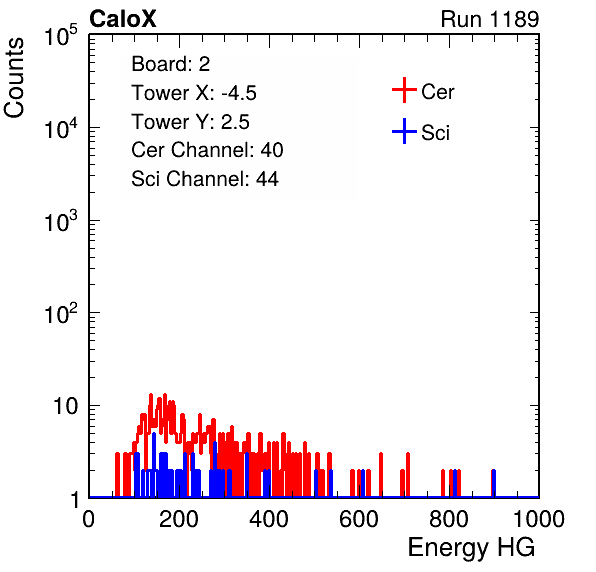 CaloX Run 1189
Counts
10^5
10^4
10^3
10^2
10
1
Board: 2
Tower X: -4.5
Tower Y: 2.5
Cer Channel: 40
Sci Channel: 44
Cer
Sci
0 200 400 600 800 1000
Energy HG